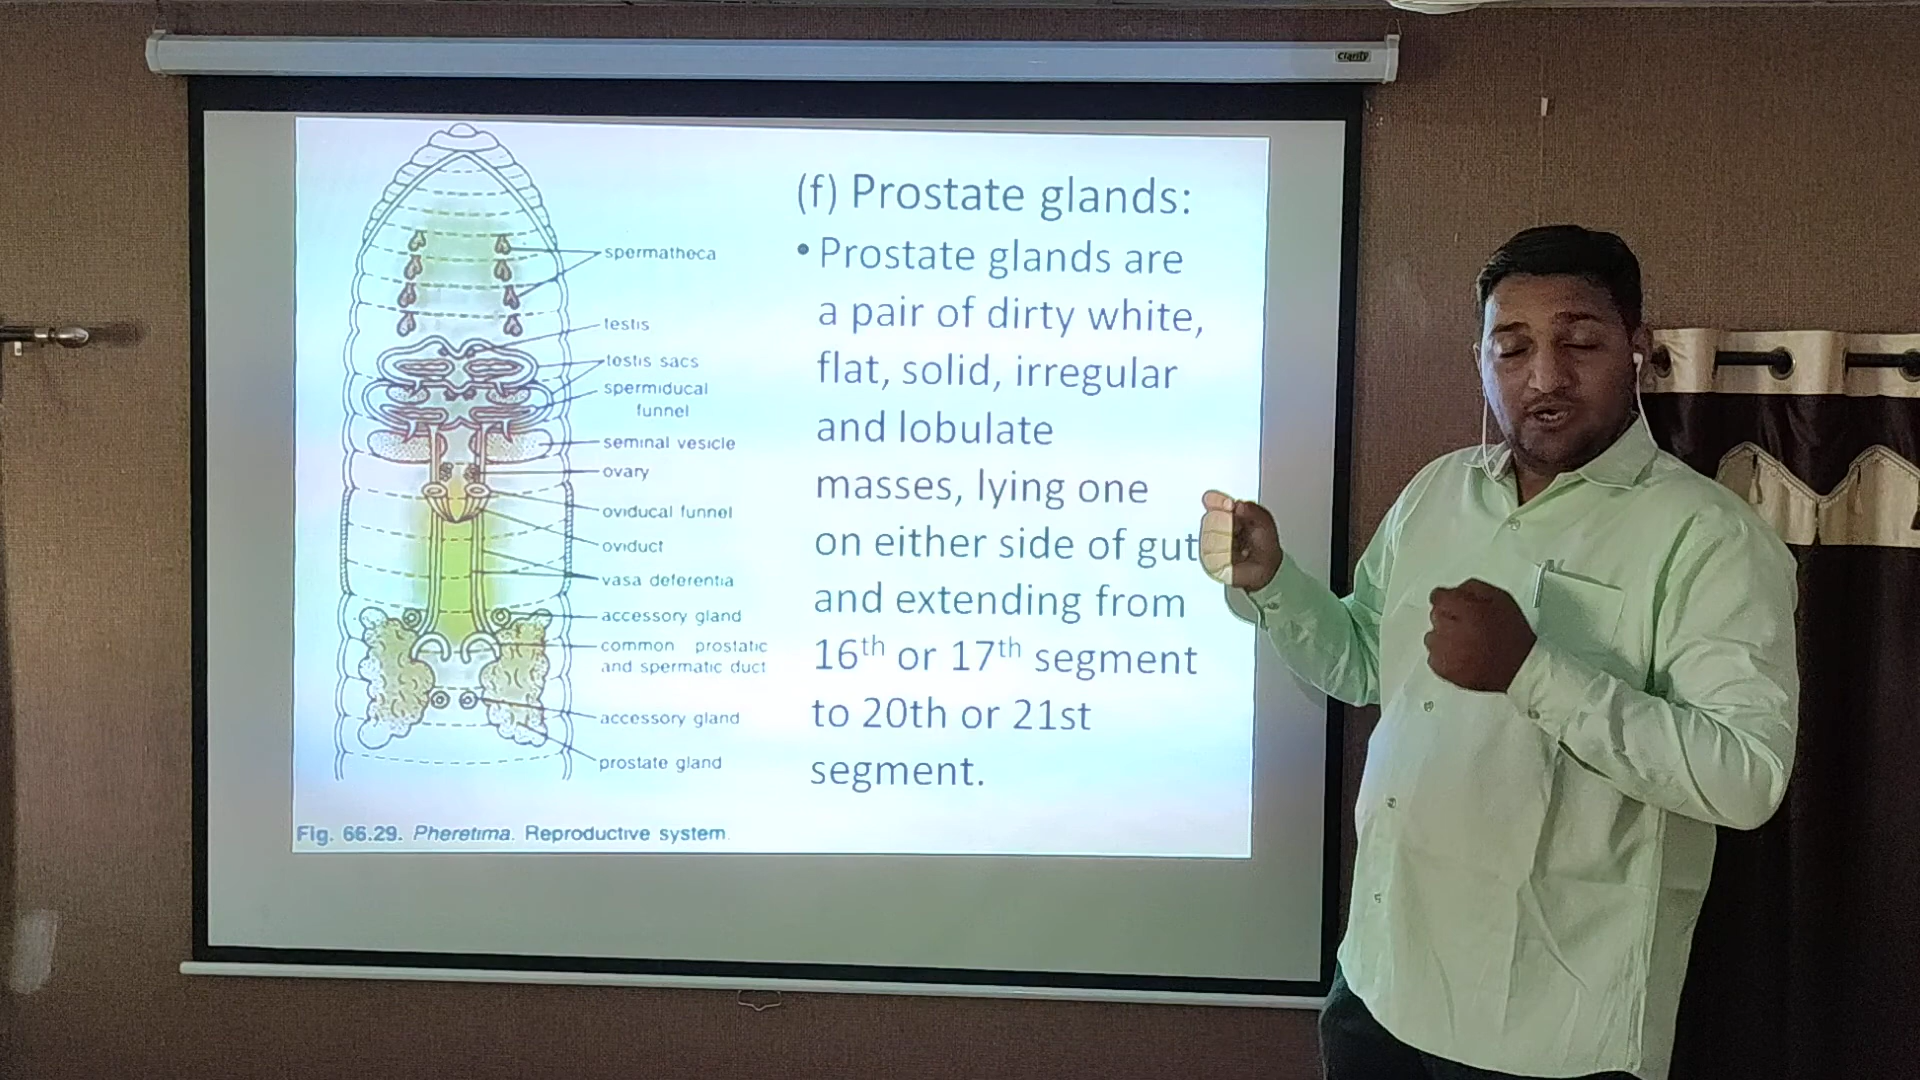 Clarity
spermatheca
testis
testis sacs
spermiducal
funnel
seminal vesicle
ovary
oviducal funnel
oviduct
vasa deferentia
accessory gland
common prostatic
and spermatic duct
accessory gland
prostate gland
Fig. 66.29. Pheretima. Reproductive system.
(f) Prostate glands:
• Prostate glands are
a pair of dirty white,
flat, solid, irregular
and lobulate
masses, lying one
on either side of gut
and extending from
16th or 17th segment
to 20th or 21st
segment.